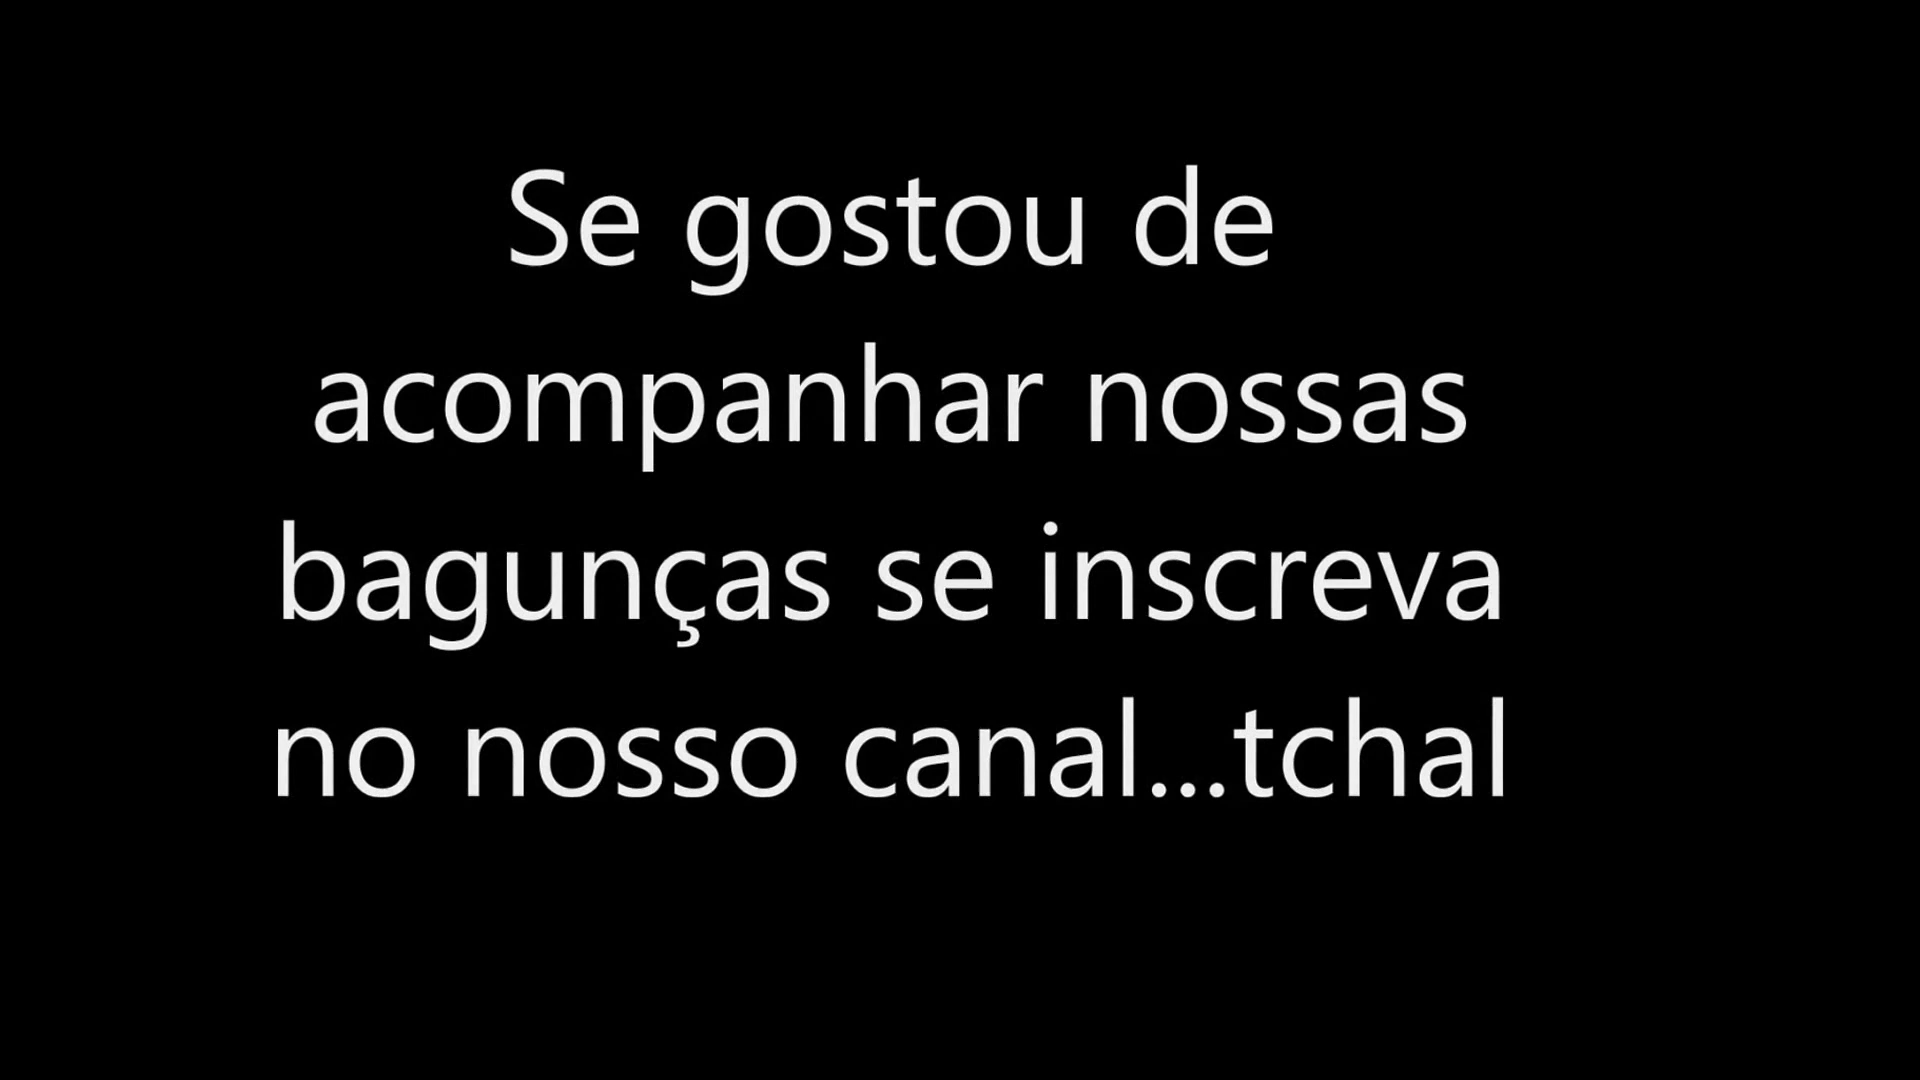 Se gostou de
acompanhar nossas
bagunças se inscreva
no nosso canal...tchal